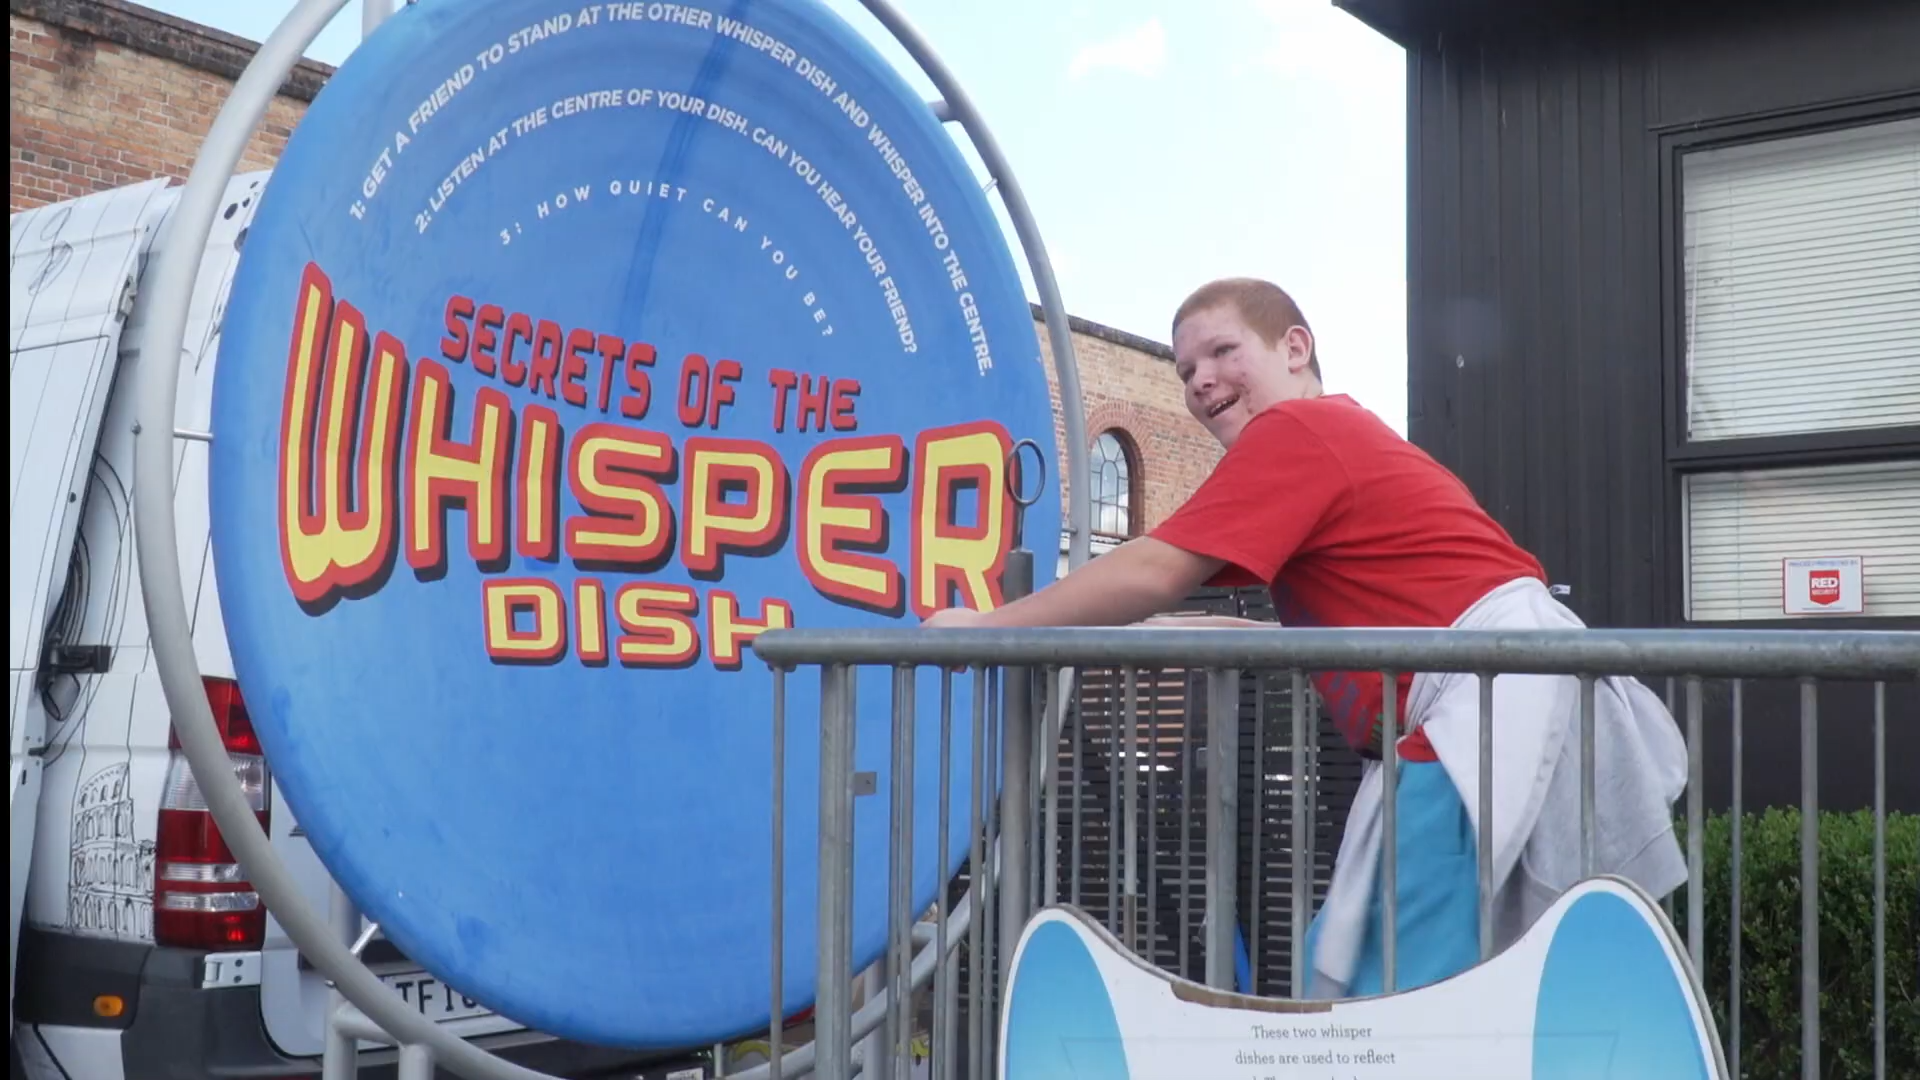 1: GET A FRIEND TO STAND AT THE OTHER WHISPER DISH AND WHISPER INTO THE CENTRE.
2: LISTEN AT THE CENTRE OF YOUR DISH. CAN YOU HEAR YOUR FRIEND?
3: HOW QUIET CAN YOU BE?
SECRETS OF THE
WHISPER
DISH
RED
SECURITY
These two whisper
dishes are used to reflect